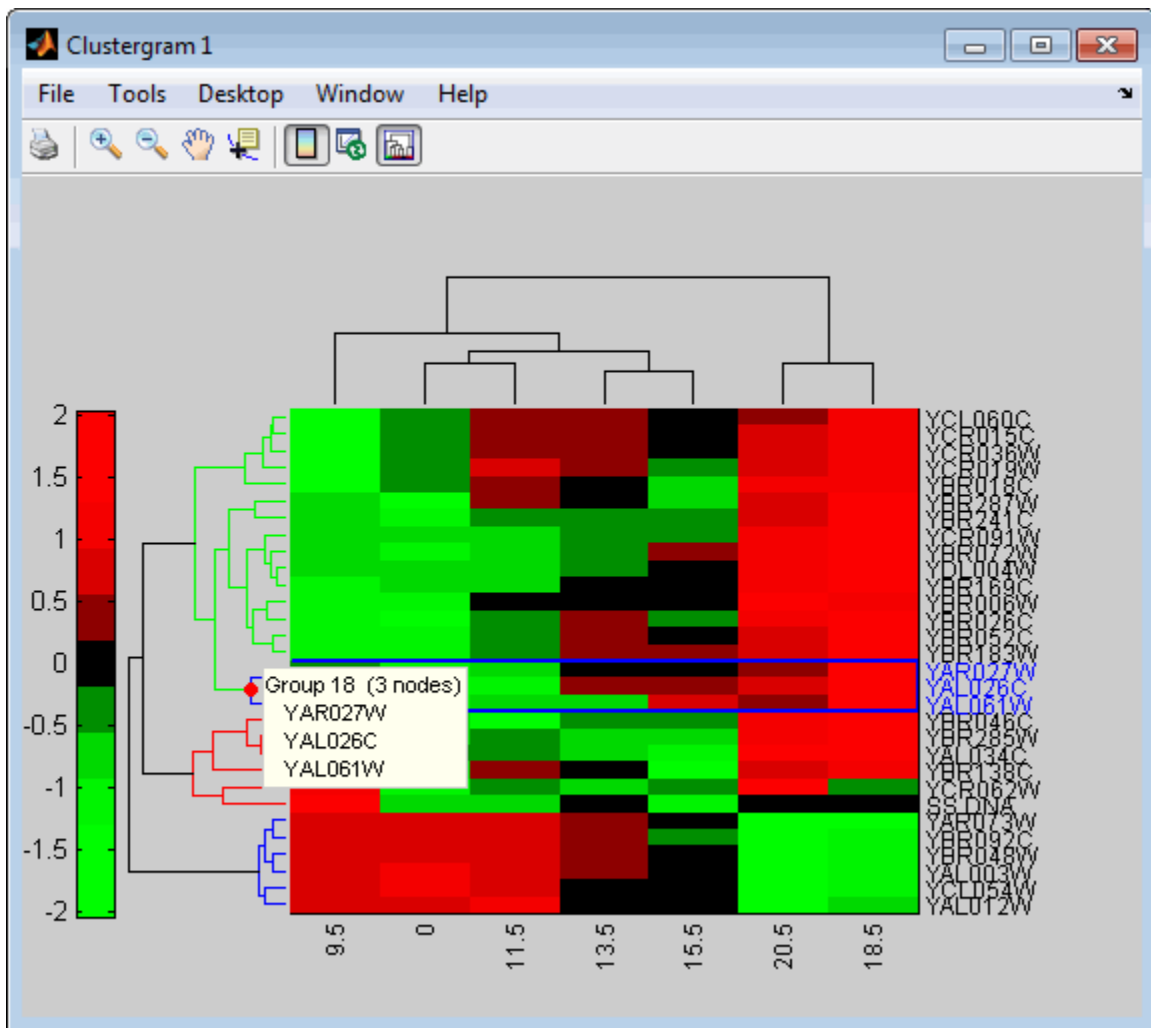 Clustergram 1
File Tools Desktop Window Help
2
1.5
1
0.5
0
-0.5
-1
-1.5
-2
Group 18 (3 nodes)
YAR027W
YAL026C
YAL061W
YCL060C
YCR015C
YCR036W
YCR019W
YBR018C
YBR287W
YBR241C
YCR091W
YBR072W
YDL004W
YBR169C
YBR006W
YBR026C
YBR052C
YBR183W
YAR027W
YAL026C
YAL061W
YBR046C
YBR285W
YAL034C
YBR138C
YCR062W
SS DNA
YAR073W
YBR092C
YBR048W
YAL003W
YCL054W
YAL012W
9.5
0
11.5
13.5
15.5
20.5
18.5